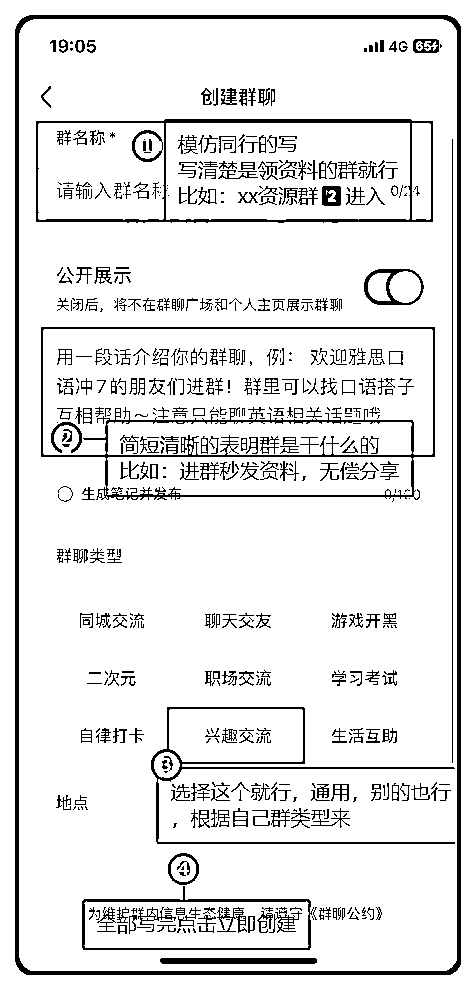 19:05
4G 65
创建群聊
群名称 *
1
模仿同行的写
写清楚是领资料的群就行
比如：xx资源群2进入
请输入群名称
0/24
公开展示
关闭后，将不在群聊广场和个人主页展示群聊
用一段话介绍你的群聊，例：欢迎雅思口
语冲7的朋友们进群！群里可以找口语搭子
互相帮助～注意只能聊英语相关话题哦
2
简短清晰的表明群是干什么的
比如：进群秒发资料，无偿分享
生成笔记并发布
0/100
群聊类型
同城交流 聊天交友 游戏开黑
二次元 职场交流 学习考试
自律打卡 兴趣交流 生活互助
3
选择这个就行，通用，别的也行
，根据自己群类型来
地点
4
为维护群内信息生态健康，请遵守《群聊公约》
全部写完点击立即创建